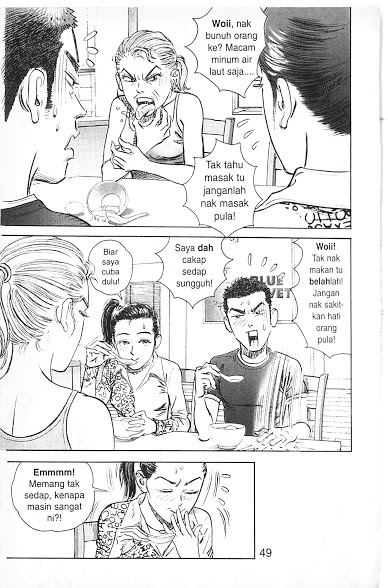 Woii, nak
bunuh orang
ke? Macam
minum air
laut saja....
Tak tahu
masak tu
janganlah
nak masak
pula!
Biar
saya
cuba
dulu!
Saya dah
cakap
sedap
sungguh!
Woii!
Tak nak
makan tu
belahlah!
Jangan
nak sakit-
kan hati
orang
pula!
BLUE
VET
Emmmm!
Memang tak
sedap, kenapa
masin sangat
ni?!
49